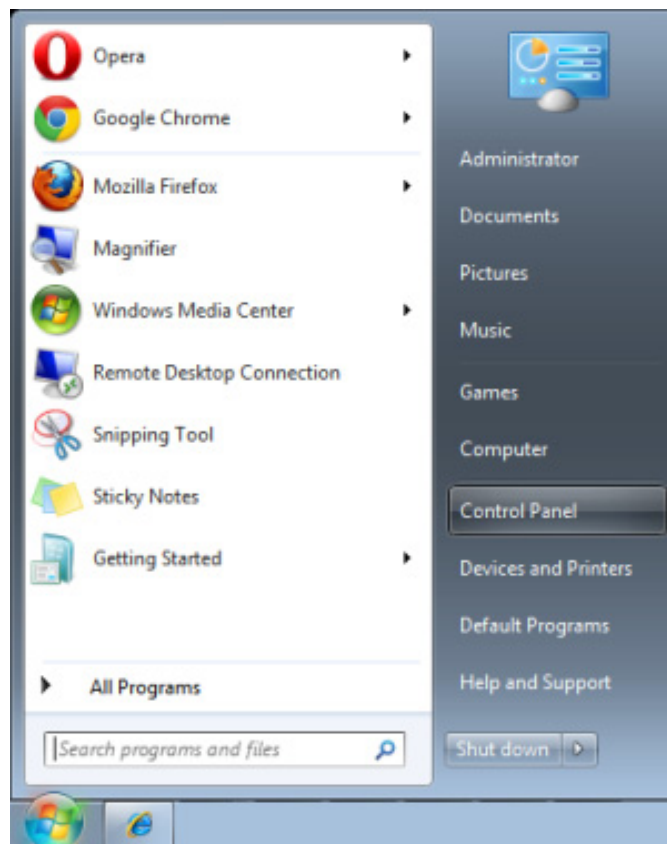 Opera
Google Chrome
Mozilla Firefox
Magnifier
Windows Media Center
Remote Desktop Connection
Snipping Tool
Sticky Notes
Getting Started
All Programs
Search programs and files
Administrator
Documents
Pictures
Music
Games
Computer
Control Panel
Devices and Printers
Default Programs
Help and Support
Shut down